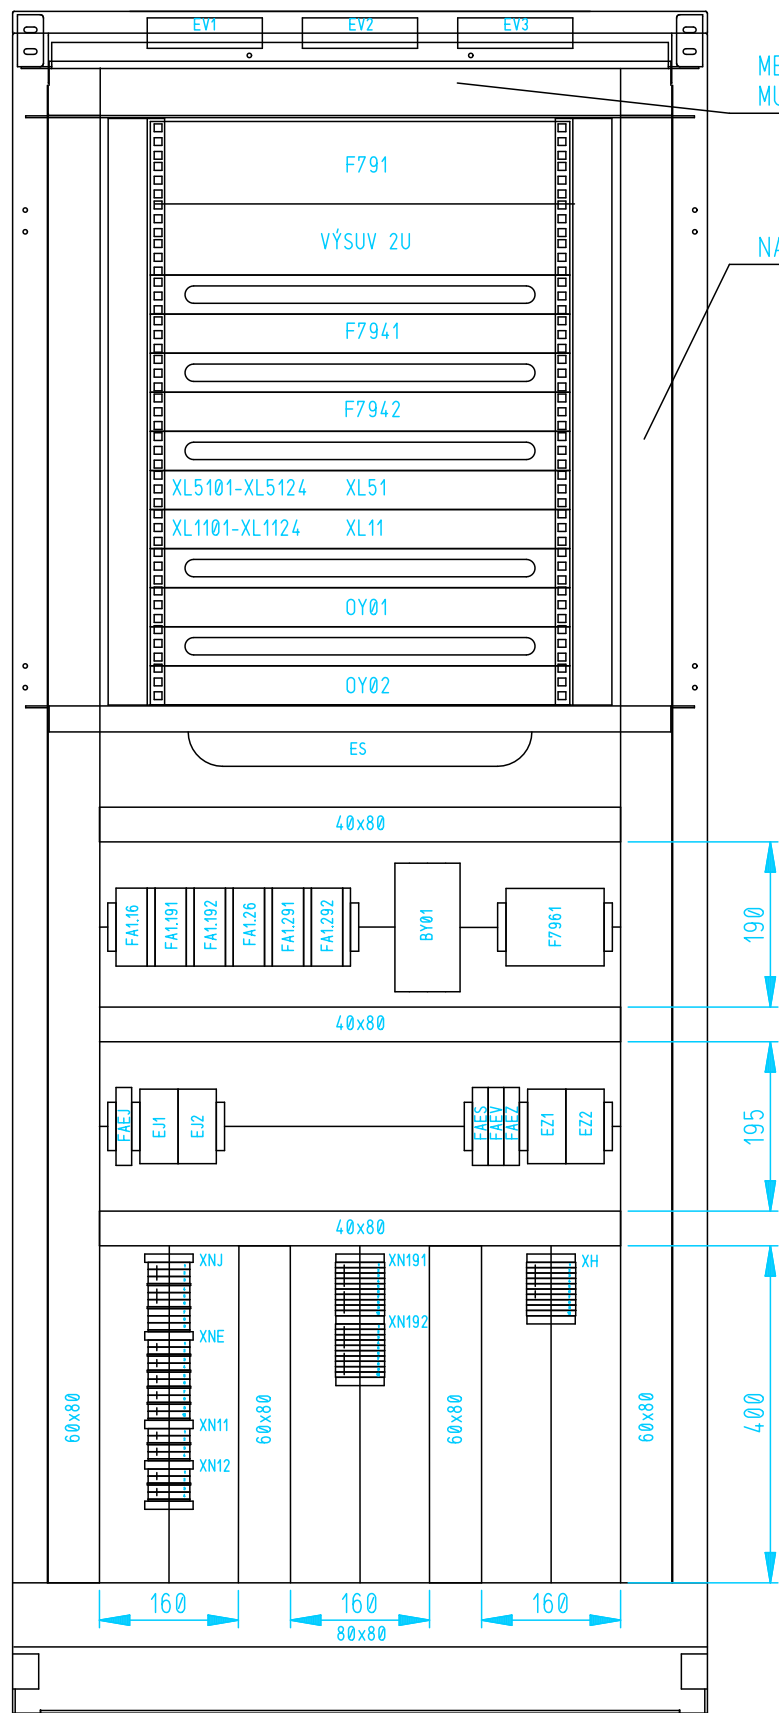 EV1 EV2 EV3
F791
VÝSUV 2U
F7941
F7942
XL5101-XL5124 XL51
XL1101-XL1124 XL11
OY01
OY02
ES
40x80
FA1.16 FA1.191 FA1.192 FA1.26 FA1.291 FA1.292 BY01 F7961
190
40x80
FAEJ EJ1 EJ2 FAES FAEV FAEZ EZ1 EZ2
195
40x80
XNJ XN191 XH
XN192
XNE
XN11
XN12
60x80 60x80 60x80 60x80
400
160 160 160
80x80